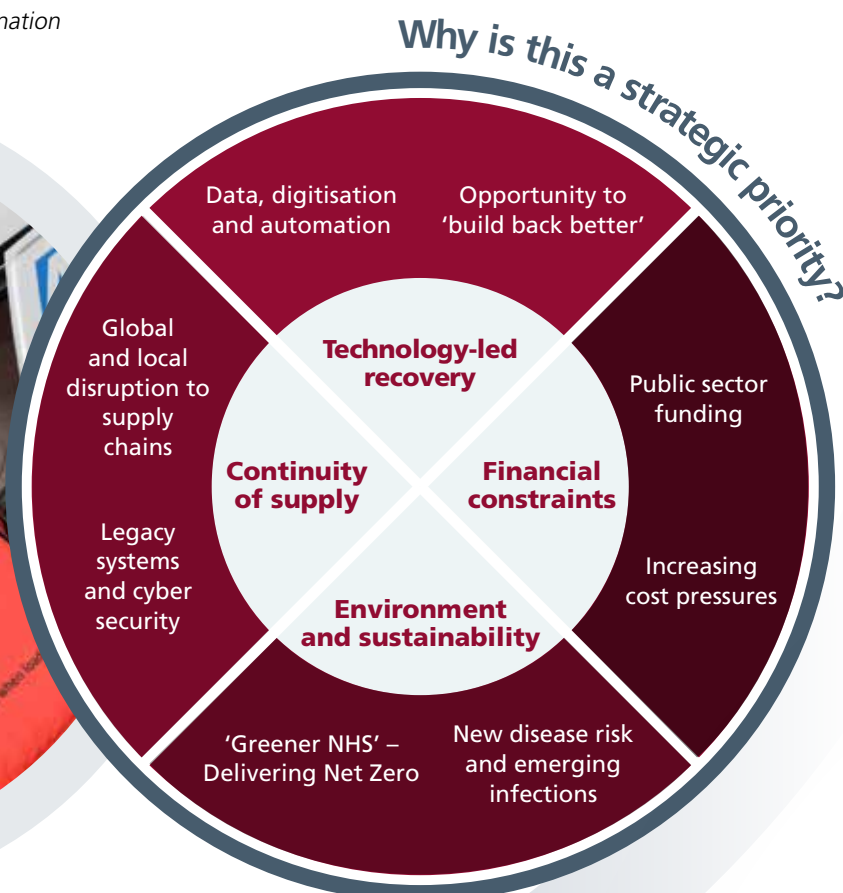 Why is this a strategic priority?
Data, digitisation
and automation
Opportunity to
‘build back better’
Technology-led
recovery
Global
and local
disruption to
supply
chains
Legacy
systems
and cyber
security
Continuity
of supply
Financial
constraints
Public sector
funding
Increasing
cost pressures
Environment
and sustainability
‘Greener NHS’ –
Delivering Net Zero
New disease risk
and emerging
infections
when